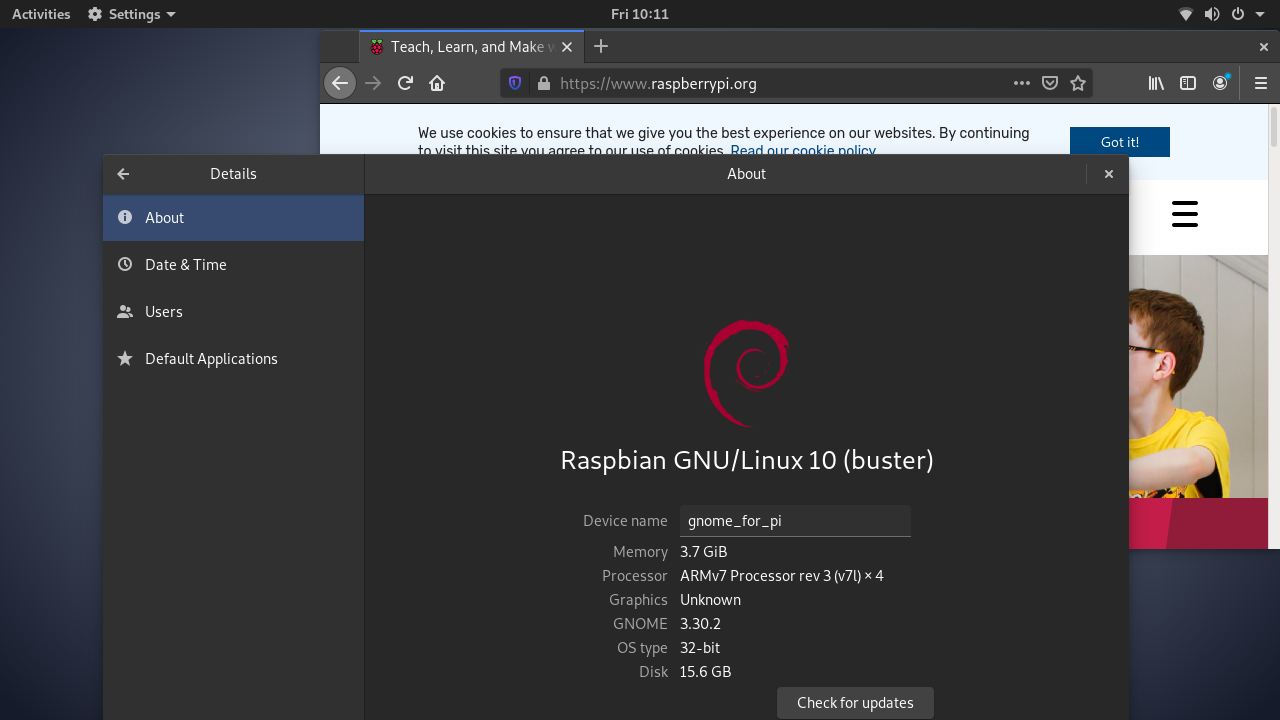 Activities Settings Fri 10:11
Teach, Learn, and Make w
https://www.raspberrypi.org
We use cookies to ensure that we give you the best experience on our websites. By continuing
to visit this site you agree to our use of cookies. Read our cookie policy.
Got it!
Details About
About
Date & Time
Users
Default Applications
Raspbian GNU/Linux 10 (buster)
Device name gnome_for_pi
Memory 3.7 GiB
Processor ARMv7 Processor rev 3 (v7l) × 4
Graphics Unknown
GNOME 3.30.2
OS type 32-bit
Disk 15.6 GB
Check for updates